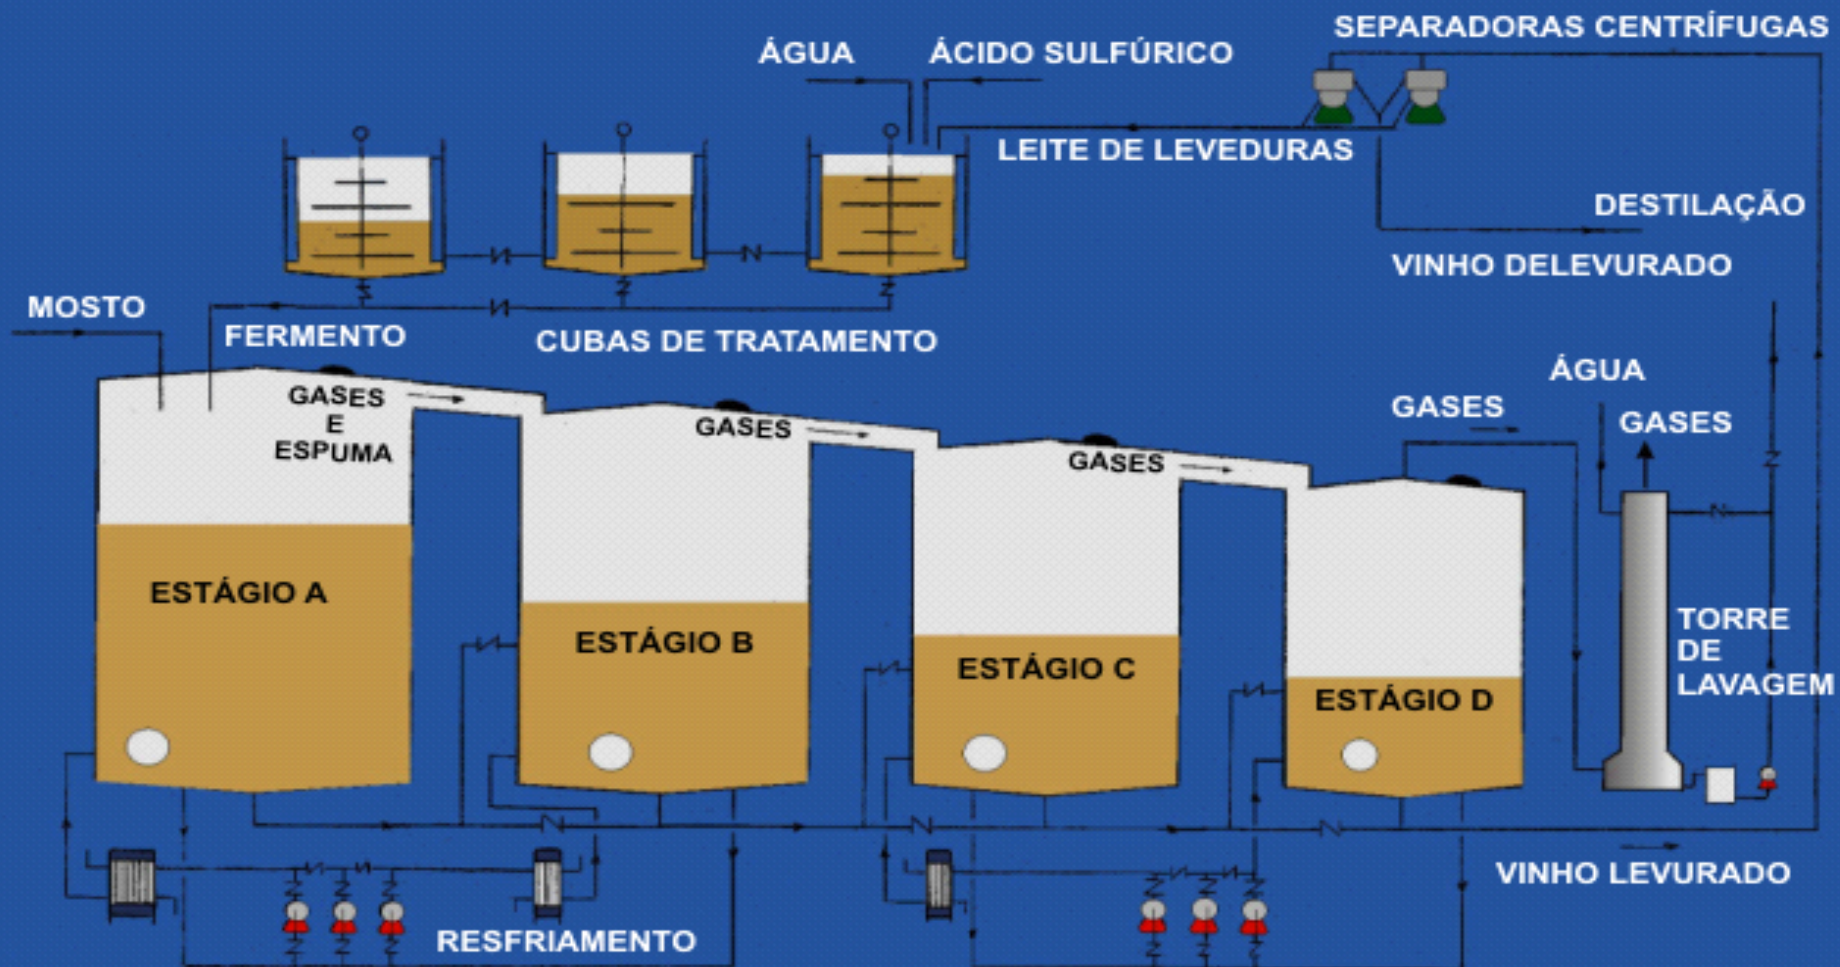 SEPARADORAS CENTRÍFUGAS
ÁGUA
ÁCIDO SULFÚRICO
LEITE DE LEVEDURAS
DESTILAÇÃO
VINHO DELEVURADO
MOSTO
FERMENTO
CUBAS DE TRATAMENTO
GASES
E
ESPUMA
GASES
GASES
GASES
ÁGUA
GASES
ESTÁGIO A
ESTÁGIO B
ESTÁGIO C
ESTÁGIO D
TORRE
DE
LAVAGEM
VINHO LEVURADO
RESFRIAMENTO